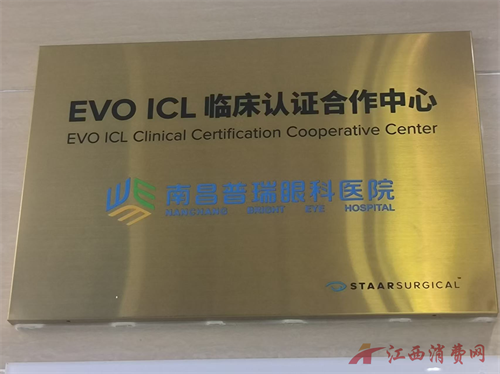 EVO ICL 临床认证合作中心
EVO ICL Clinical Certification Cooperative Center
南昌普瑞眼科医院
NANCHANG BRIGHT EYE HOSPITAL
STAARSURGICAL™
江西消费网